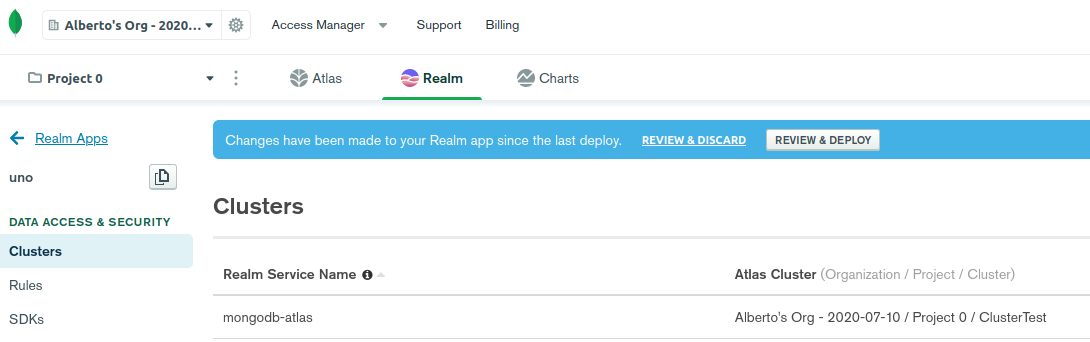 Alberto's Org - 2020... Access Manager Support Billing
Project 0 Atlas Realm Charts
Realm Apps
Changes have been made to your Realm app since the last deploy. REVIEW & DISCARD REVIEW & DEPLOY
uno
Clusters
DATA ACCESS & SECURITY
Clusters
Rules
SDKs
Realm Service Name Atlas Cluster (Organization / Project / Cluster)
mongodb-atlas Alberto's Org - 2020-07-10 / Project 0 / ClusterTest